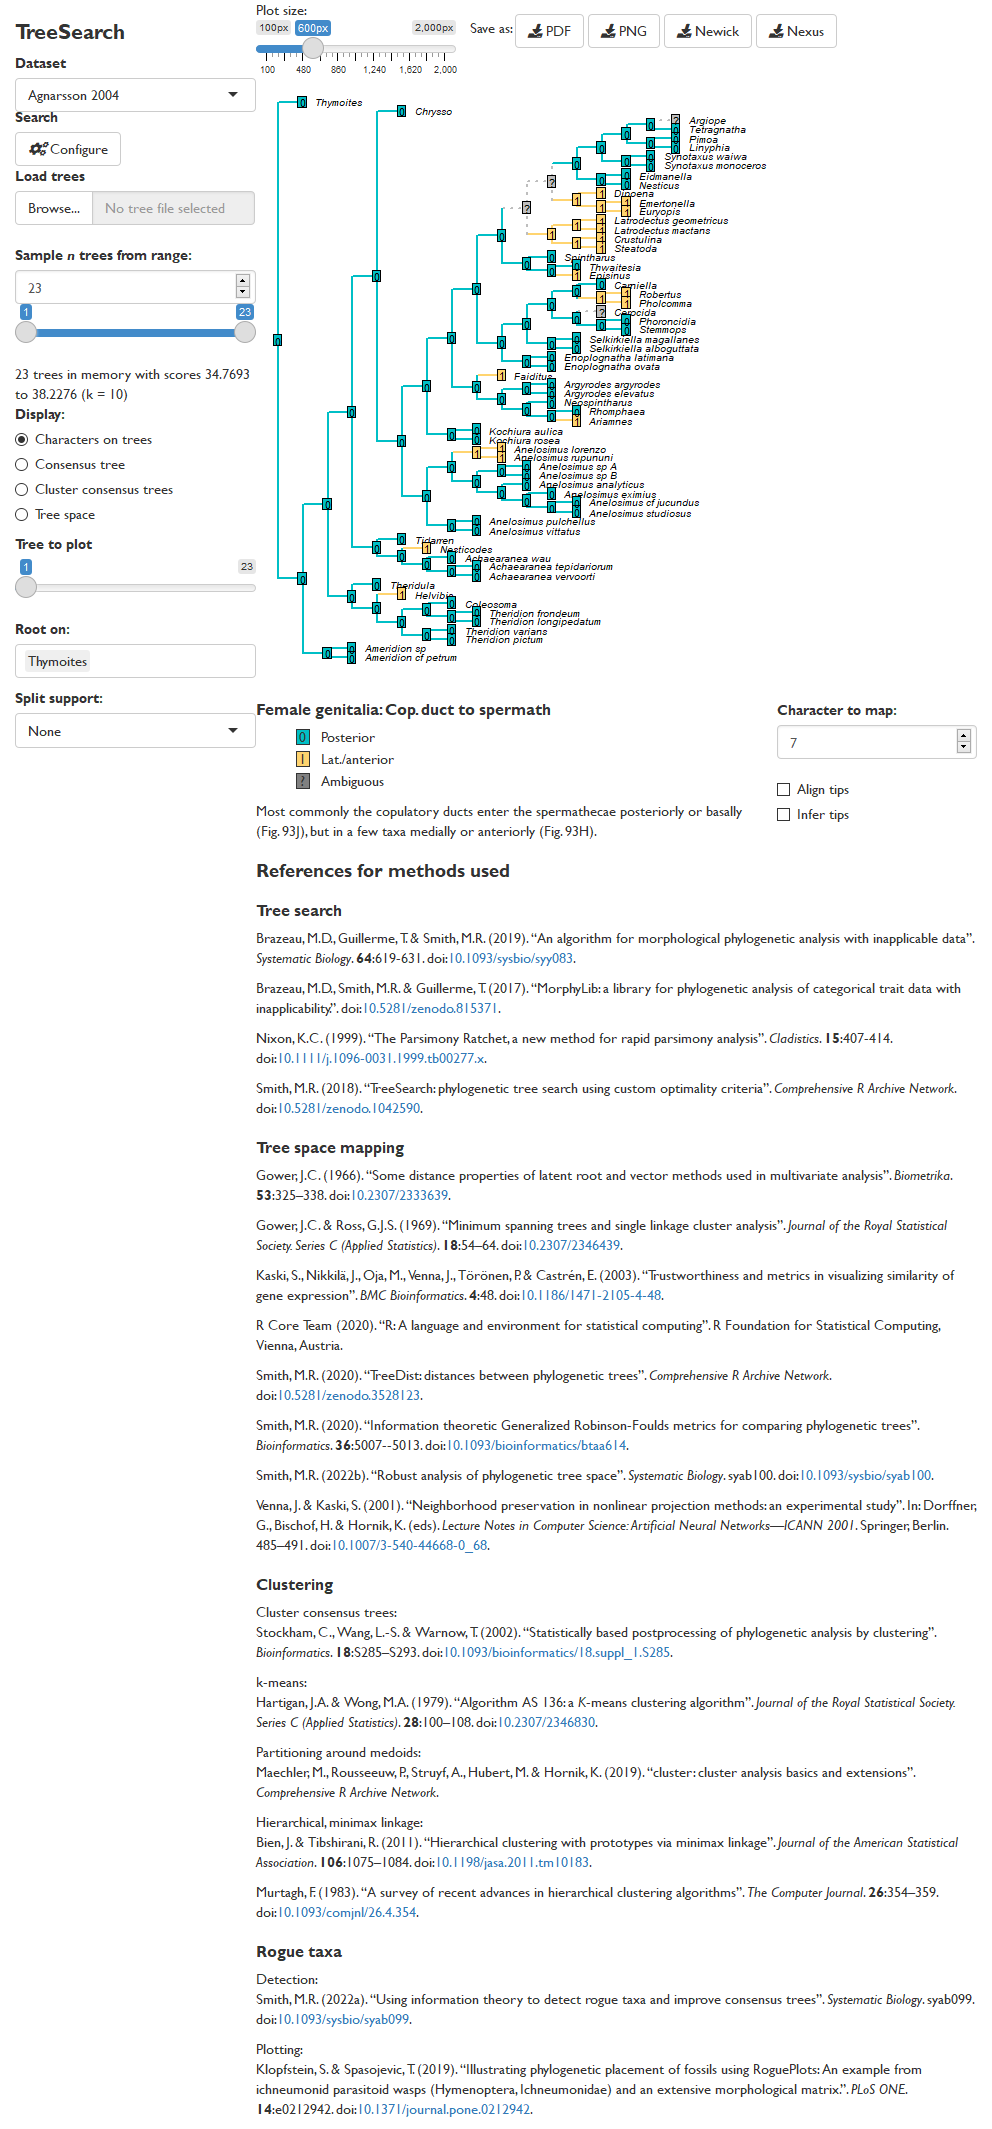 TreeSearch
Dataset
Agnarsson 2004
Search
Configure
Load trees
Browse... No tree file selected
Sample n trees from range:
23
1 23
23 trees in memory with scores 34.7693
to 38.2276 (k = 10)
Display:
Characters on trees
Consensus tree
Cluster consensus trees
Tree space
Tree to plot
1 23
Root on:
Thymoites
Split support:
None
Plot size:
100px 600px 2,000px
100 480 860 1,240 1,620 2,000
Save as: PDF PNG Newick Nexus
Thymoites
Chrysso
Argiope
Tetragnatha
Pimoa
Linyphia
Synotaxus waiwa
Synotaxus monoceros
Eidmanella
Nesticus
Dipoena
Emertonella
Euryopis
Latrodectus geometricus
Latrodectus mactans
Crustulina
Steatoda
Spintharus
Thwaitesia
Episinus
Carniella
Robertus
Pholcomma
Cerocida
Phoroncidia
Stemmops
Selkirkiella magallanes
Selkirkiella alboguttata
Enoplognatha latimana
Enoplognatha ovata
Faiditus
Argyrodes argyrodes
Argyrodes elevatus
Neospintharus
Rhomphaea
Ariamnes
Kochiura aulica
Kochiura rosea
Anelosimus lorenzo
Anelosimus rupununi
Anelosimus sp A
Anelosimus sp B
Anelosimus analyticus
Anelosimus eximius
Anelosimus cf jucundus
Anelosimus studiosus
Anelosimus pulchellus
Anelosimus vittatus
Tidarren
Nesticodes
Achaearanea wau
Achaearanea tepidariorum
Achaearanea vervoorti
Theridula
Helvibis
Coleosoma
Theridion frondeum
Theridion longipedatum
Theridion varians
Theridion pictum
Ameridion sp
Ameridion cf petrum
Female genitalia: Cop. duct to spermath
0 Posterior
1 Lat./anterior
? Ambiguous
Most commonly the copulatory ducts enter the spermathecae posteriorly or basally
(Fig. 93J), but in a few taxa medially or anteriorly (Fig. 93H).
Character to map:
7
Align tips
Infer tips
References for methods used
Tree search
Brazeau, M.D., Guillerme, T. & Smith, M.R. (2019). “An algorithm for morphological phylogenetic analysis with inapplicable data”.
Systematic Biology. 64:619-631. doi:10.1093/sysbio/syy083.
Brazeau, M.D., Smith, M.R. & Guillerme, T. (2017). “MorphyLib: a library for phylogenetic analysis of categorical trait data with
inapplicability.”. doi:10.5281/zenodo.815371.
Nixon, K.C. (1999). “The Parsimony Ratchet, a new method for rapid parsimony analysis”. Cladistics. 15:407-414.
doi:10.1111/j.1096-0031.1999.tb00277.x.
Smith, M.R. (2018). “TreeSearch: phylogenetic tree search using custom optimality criteria”. Comprehensive R Archive Network.
doi:10.5281/zenodo.1042590.
Tree space mapping
Gower, J.C. (1966). “Some distance properties of latent root and vector methods used in multivariate analysis”. Biometrika.
53:325–338. doi:10.2307/2333639.
Gower, J.C. & Ross, G.J.S. (1969). “Minimum spanning trees and single linkage cluster analysis”. Journal of the Royal Statistical
Society. Series C (Applied Statistics). 18:54–64. doi:10.2307/2346439.
Kaski, S., Nikkilä, J., Oja, M., Venna, J., Törönen, P. & Castrén, E. (2003). “Trustworthiness and metrics in visualizing similarity of
gene expression”. BMC Bioinformatics. 4:48. doi:10.1186/1471-2105-4-48.
R Core Team (2020). “R: A language and environment for statistical computing”. R Foundation for Statistical Computing,
Vienna, Austria.
Smith, M.R. (2020). “TreeDist: distances between phylogenetic trees”. Comprehensive R Archive Network.
doi:10.5281/zenodo.3528123.
Smith, M.R. (2020). “Information theoretic Generalized Robinson-Foulds metrics for comparing phylogenetic trees”.
Bioinformatics. 36:5007--5013. doi:10.1093/bioinformatics/btaa614.
Smith, M.R. (2022b). “Robust analysis of phylogenetic tree space”. Systematic Biology. syab100. doi:10.1093/sysbio/syab100.
Venna, J. & Kaski, S. (2001). “Neighborhood preservation in nonlinear projection methods: an experimental study”. In: Dorffner,
G., Bischof, H. & Hornik, K. (eds). Lecture Notes in Computer Science: Artificial Neural Networks—ICANN 2001. Springer, Berlin.
485–491. doi:10.1007/3-540-44668-0_68.
Clustering
Cluster consensus trees:
Stockham, C., Wang, L.-S. & Warnow, T. (2002). “Statistically based postprocessing of phylogenetic analysis by clustering”.
Bioinformatics. 18:S285–S293. doi:10.1093/bioinformatics/18.suppl_1.S285.
k-means:
Hartigan, J.A. & Wong, M.A. (1979). “Algorithm AS 136: a K-means clustering algorithm”. Journal of the Royal Statistical Society.
Series C (Applied Statistics). 28:100–108. doi:10.2307/2346830.
Partitioning around medoids:
Maechler, M., Rousseeuw, P., Struyf, A., Hubert, M. & Hornik, K. (2019). “cluster: cluster analysis basics and extensions”.
Comprehensive R Archive Network.
Hierarchical, minimax linkage:
Bien, J. & Tibshirani, R. (2011). “Hierarchical clustering with prototypes via minimax linkage”. Journal of the American Statistical
Association. 106:1075–1084. doi:10.1198/jasa.2011.tm10183.
Murtagh, F. (1983). “A survey of recent advances in hierarchical clustering algorithms”. The Computer Journal. 26:354–359.
doi:10.1093/comjnl/26.4.354.
Rogue taxa
Detection:
Smith, M.R. (2022a). “Using information theory to detect rogue taxa and improve consensus trees”. Systematic Biology. syab099.
doi:10.1093/sysbio/syab099.
Plotting:
Klopfstein, S. & Spasojevic, T. (2019). “Illustrating phylogenetic placement of fossils using RoguePlots: An example from
ichneumonid parasitoid wasps (Hymenoptera, Ichneumonidae) and an extensive morphological matrix.”. PLoS ONE.
14:e0212942. doi:10.1371/journal.pone.0212942.